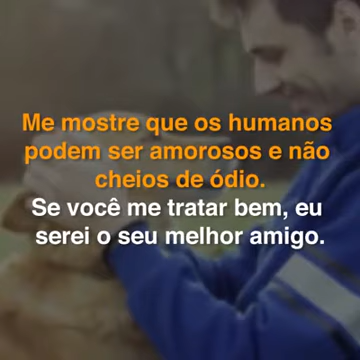 Me mostre que os humanos
podem ser amorosos e não
cheios de ódio.
Se você me tratar bem, eu
serei o seu melhor amigo.